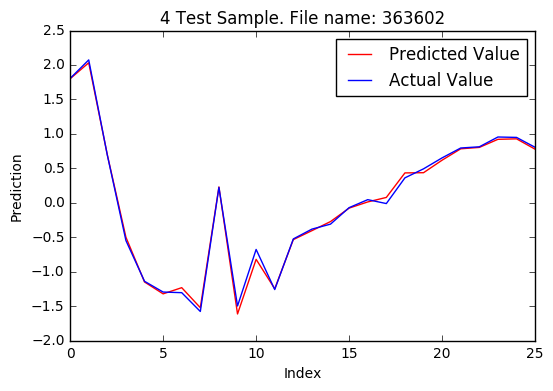 4 Test Sample. File name: 363602
2.5
2.0
1.5
1.0
0.5
0.0
−0.5
−1.0
−1.5
−2.0
Prediction
Predicted Value
Actual Value
0 5 10 15 20 25
Index